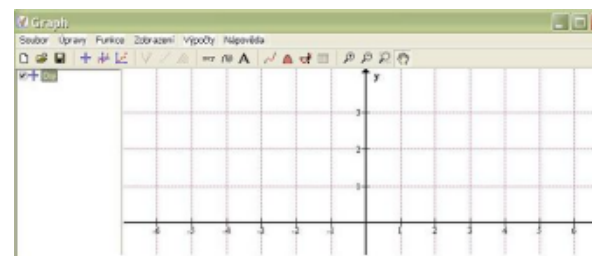 Graph
Soubor Úpravy Funkce Zobrazení Výpočty Nápověda
Osy
y
3
2
1
-6 -5 -4 -3 -2 -1 1 2 3 4 5 6